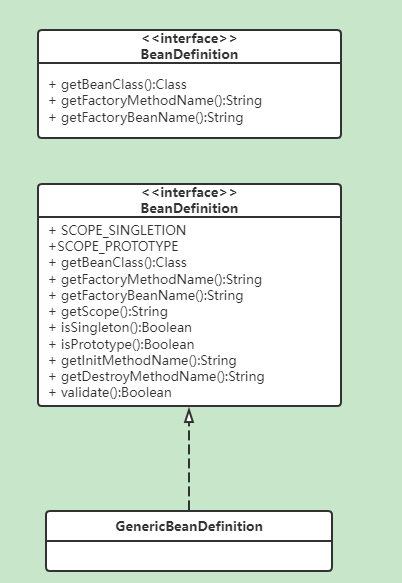 <<interface>>
BeanDefinition
+ getBeanClass():Class
+ getFactoryMethodName():String
+ getFactoryBeanName():String
<<interface>>
BeanDefinition
+ SCOPE_SINGLETION
+SCOPE_PROTOTYPE
+ getBeanClass():Class
+ getFactoryMethodName():String
+ getFactoryBeanName():String
+ getScope():String
+ isSingleton():Boolean
+ isPrototype():Boolean
+ getInitMethodName():String
+ getDestroyMethodName():String
+ validate():Boolean
GenericBeanDefinition